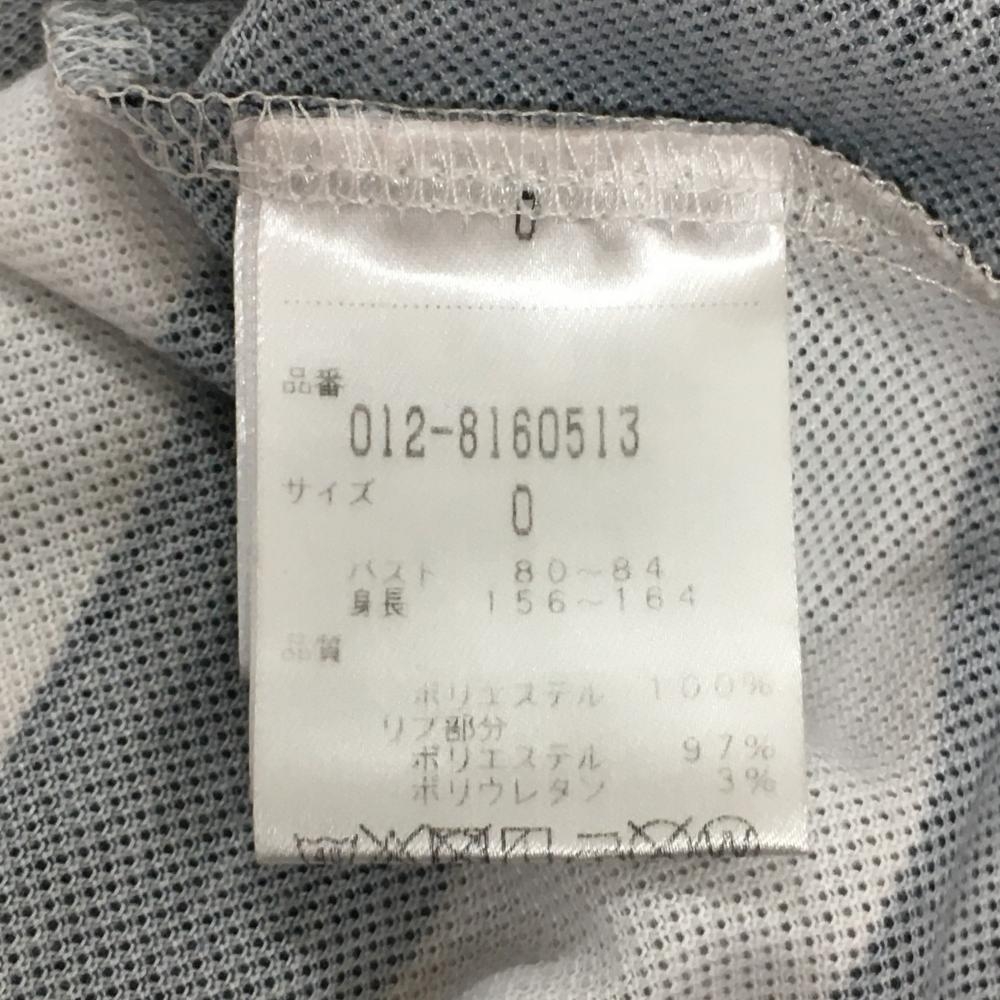 0
品番
012-8160513
サイズ
0
バスト 80~84
身長 156~164
品質
ポリエステル 100%
リブ部分
ポリエステル 97%
ポリウレタン 3%